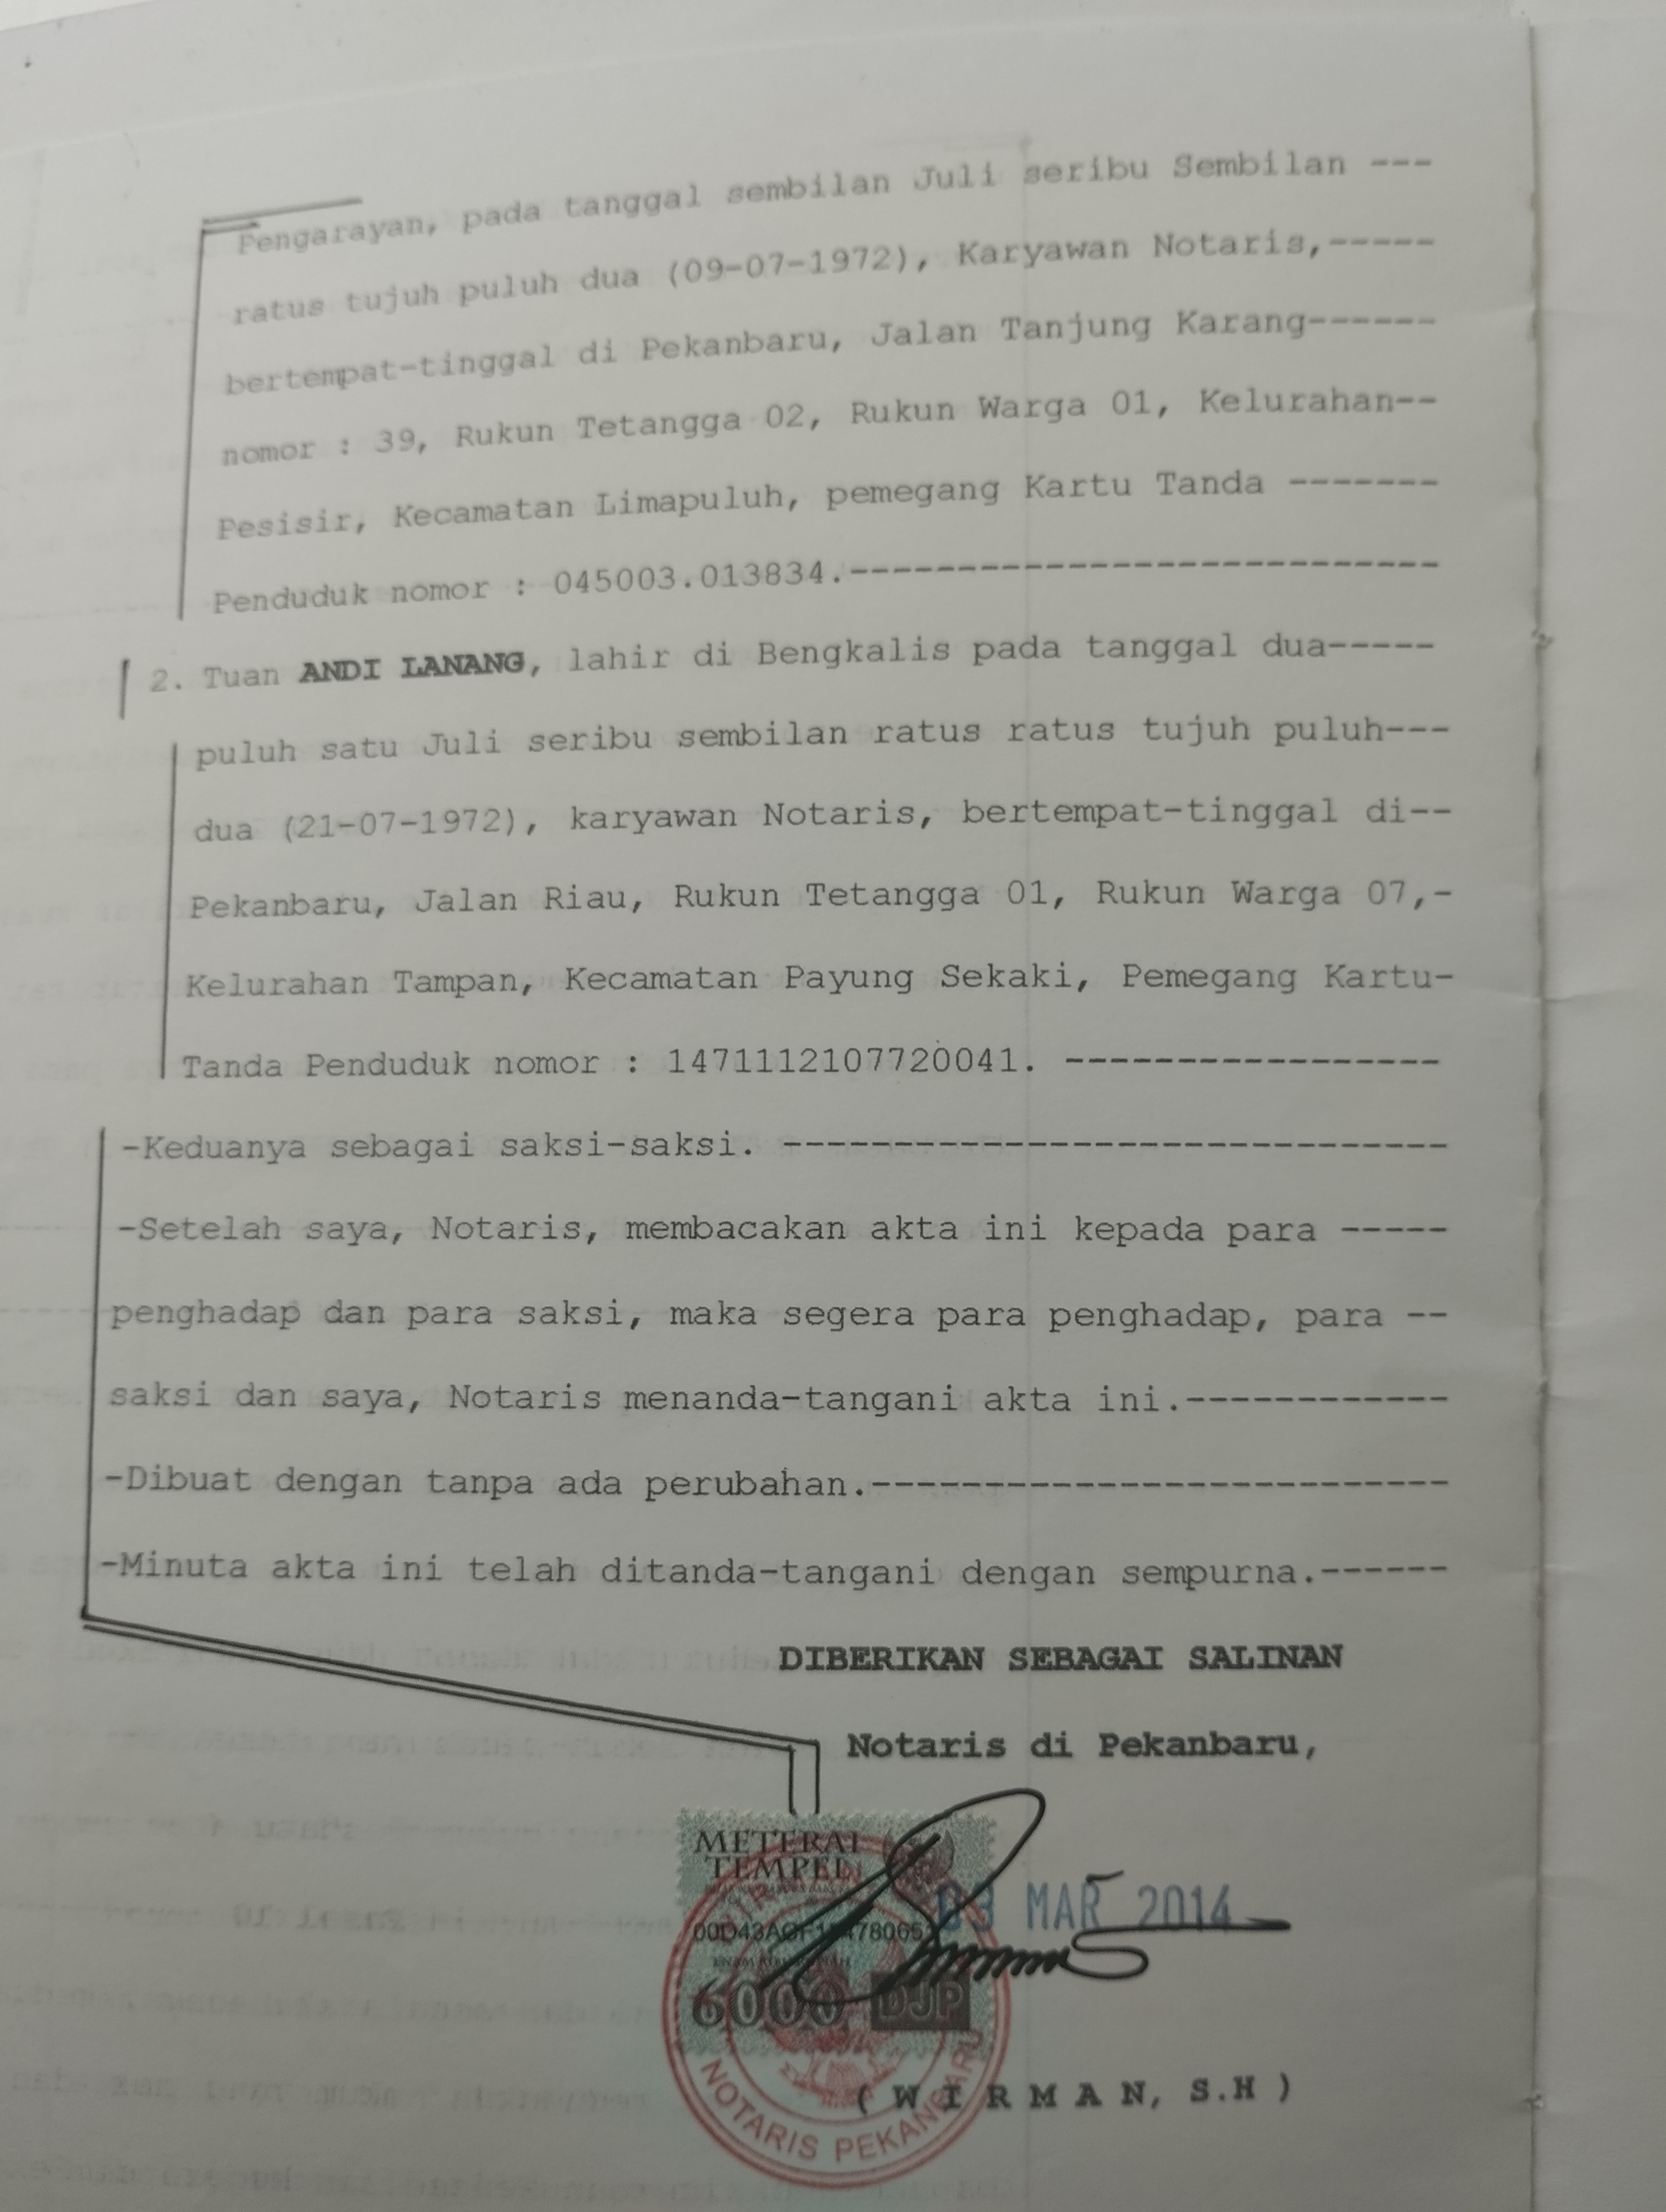 Pengarayan, pada tanggal sembilan Juli seribu Sembilan ---
ratus tujuh puluh dua (09-07-1972), Karyawan Notaris,-----
bertempat-tinggal di Pekanbaru, Jalan Tanjung Karang------
nomor : 39, Rukun Tetangga 02, Rukun Warga 01, Kelurahan--
Pesisir, Kecamatan Limapuluh, pemegang Kartu Tanda -------
Penduduk nomor : 045003.013834.---------------------------
2. Tuan ANDI LANANG, lahir di Bengkalis pada tanggal dua-----
puluh satu Juli seribu sembilan ratus ratus tujuh puluh---
dua (21-07-1972), karyawan Notaris, bertempat-tinggal di--
Pekanbaru, Jalan Riau, Rukun Tetangga 01, Rukun Warga 07,-
Kelurahan Tampan, Kecamatan Payung Sekaki, Pemegang Kartu-
Tanda Penduduk nomor : 1471112107720041. -----------------
-Keduanya sebagai saksi-saksi. ------------------------------
-Setelah saya, Notaris, membacakan akta ini kepada para -----
penghadap dan para saksi, maka segera para penghadap, para --
saksi dan saya, Notaris menanda-tangani akta ini.------------
-Dibuat dengan tanpa ada perubahan.--------------------------
-Minuta akta ini telah ditanda-tangani dengan sempurna.------
DIBERIKAN SEBAGAI SALINAN
Notaris di Pekanbaru,
METERAI
TEMPEL
03 MAR 2014
6000 DJP
( W I R M A N, S.H )
NOTARIS PEKANBARU